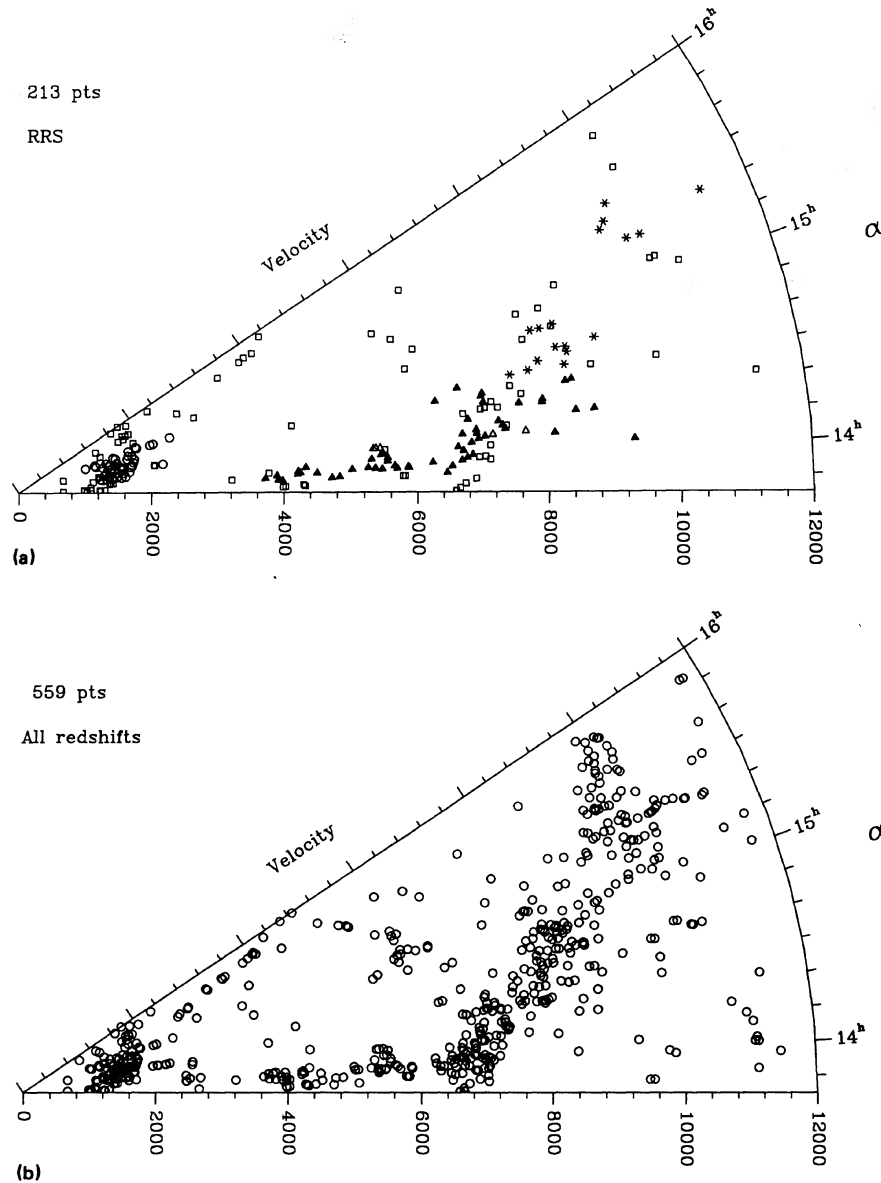 213 pts
RRS
Velocity
16h
15h
α
14h
0
2000
4000
6000
8000
10000
12000
(a)
559 pts
All redshifts
Velocity
16h
15h
α
14h
0
2000
4000
6000
8000
10000
12000
(b)